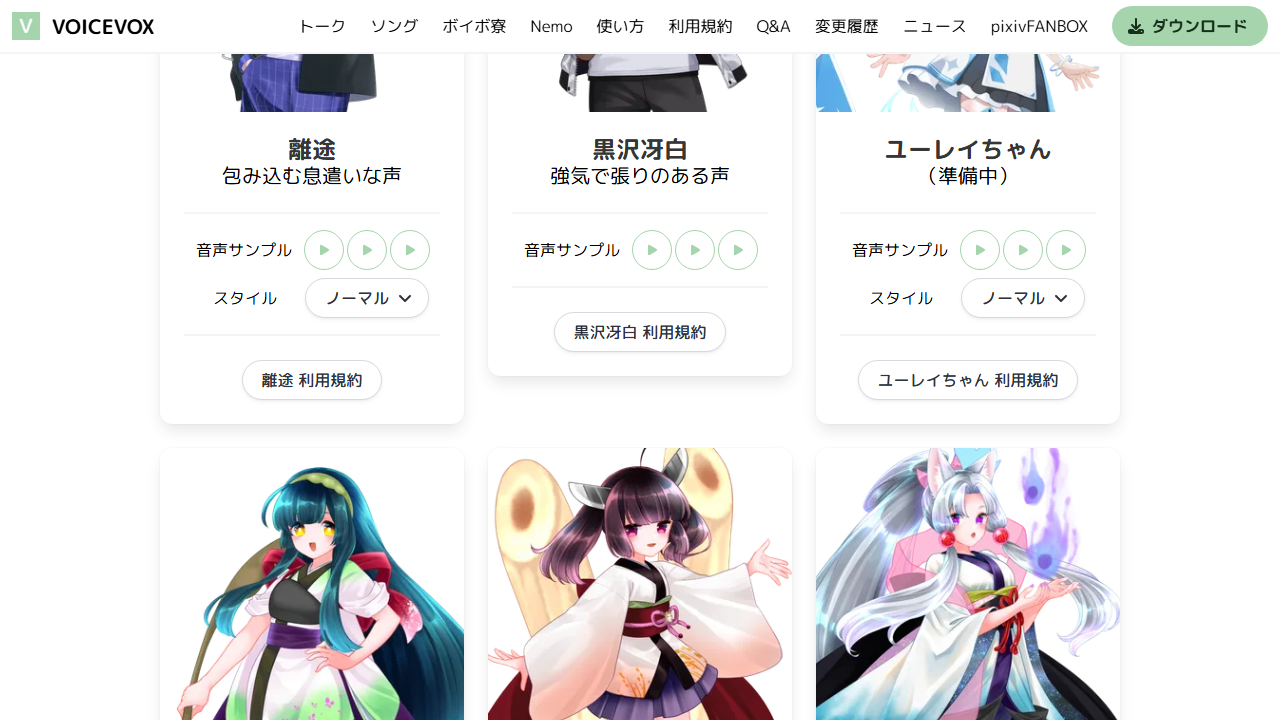 V VOICEVOX トーク ソング ボイボ寮 Nemo 使い方 利用規約 Q&A 変更履歴 ニュース pixivFANBOX ダウンロード
離途
包み込む息遣いな声
音声サンプル
スタイル ノーマル
離途 利用規約
黒沢冴白
強気で張りのある声
音声サンプル
黒沢冴白 利用規約
ユーレイちゃん
（準備中）
音声サンプル
スタイル ノーマル
ユーレイちゃん 利用規約